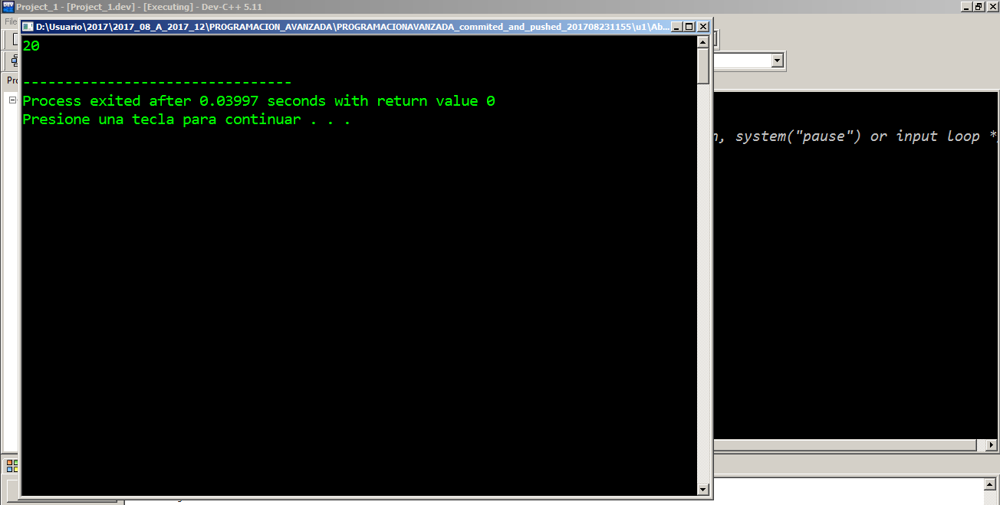 Project_1 - [Project_1.dev] - [Executing] - Dev-C++ 5.11
File
D:\Usuario\2017\2017_08_A_2017_12\PROGRAMACION_AVANZADA\PROGRAMACIONAVANZADA_commited_and_pushed_201708231155\u1\Ab...
20
--------------------------------
Process exited after 0.03997 seconds with return value 0
Presione una tecla para continuar . . .
system("pause") or input loop *